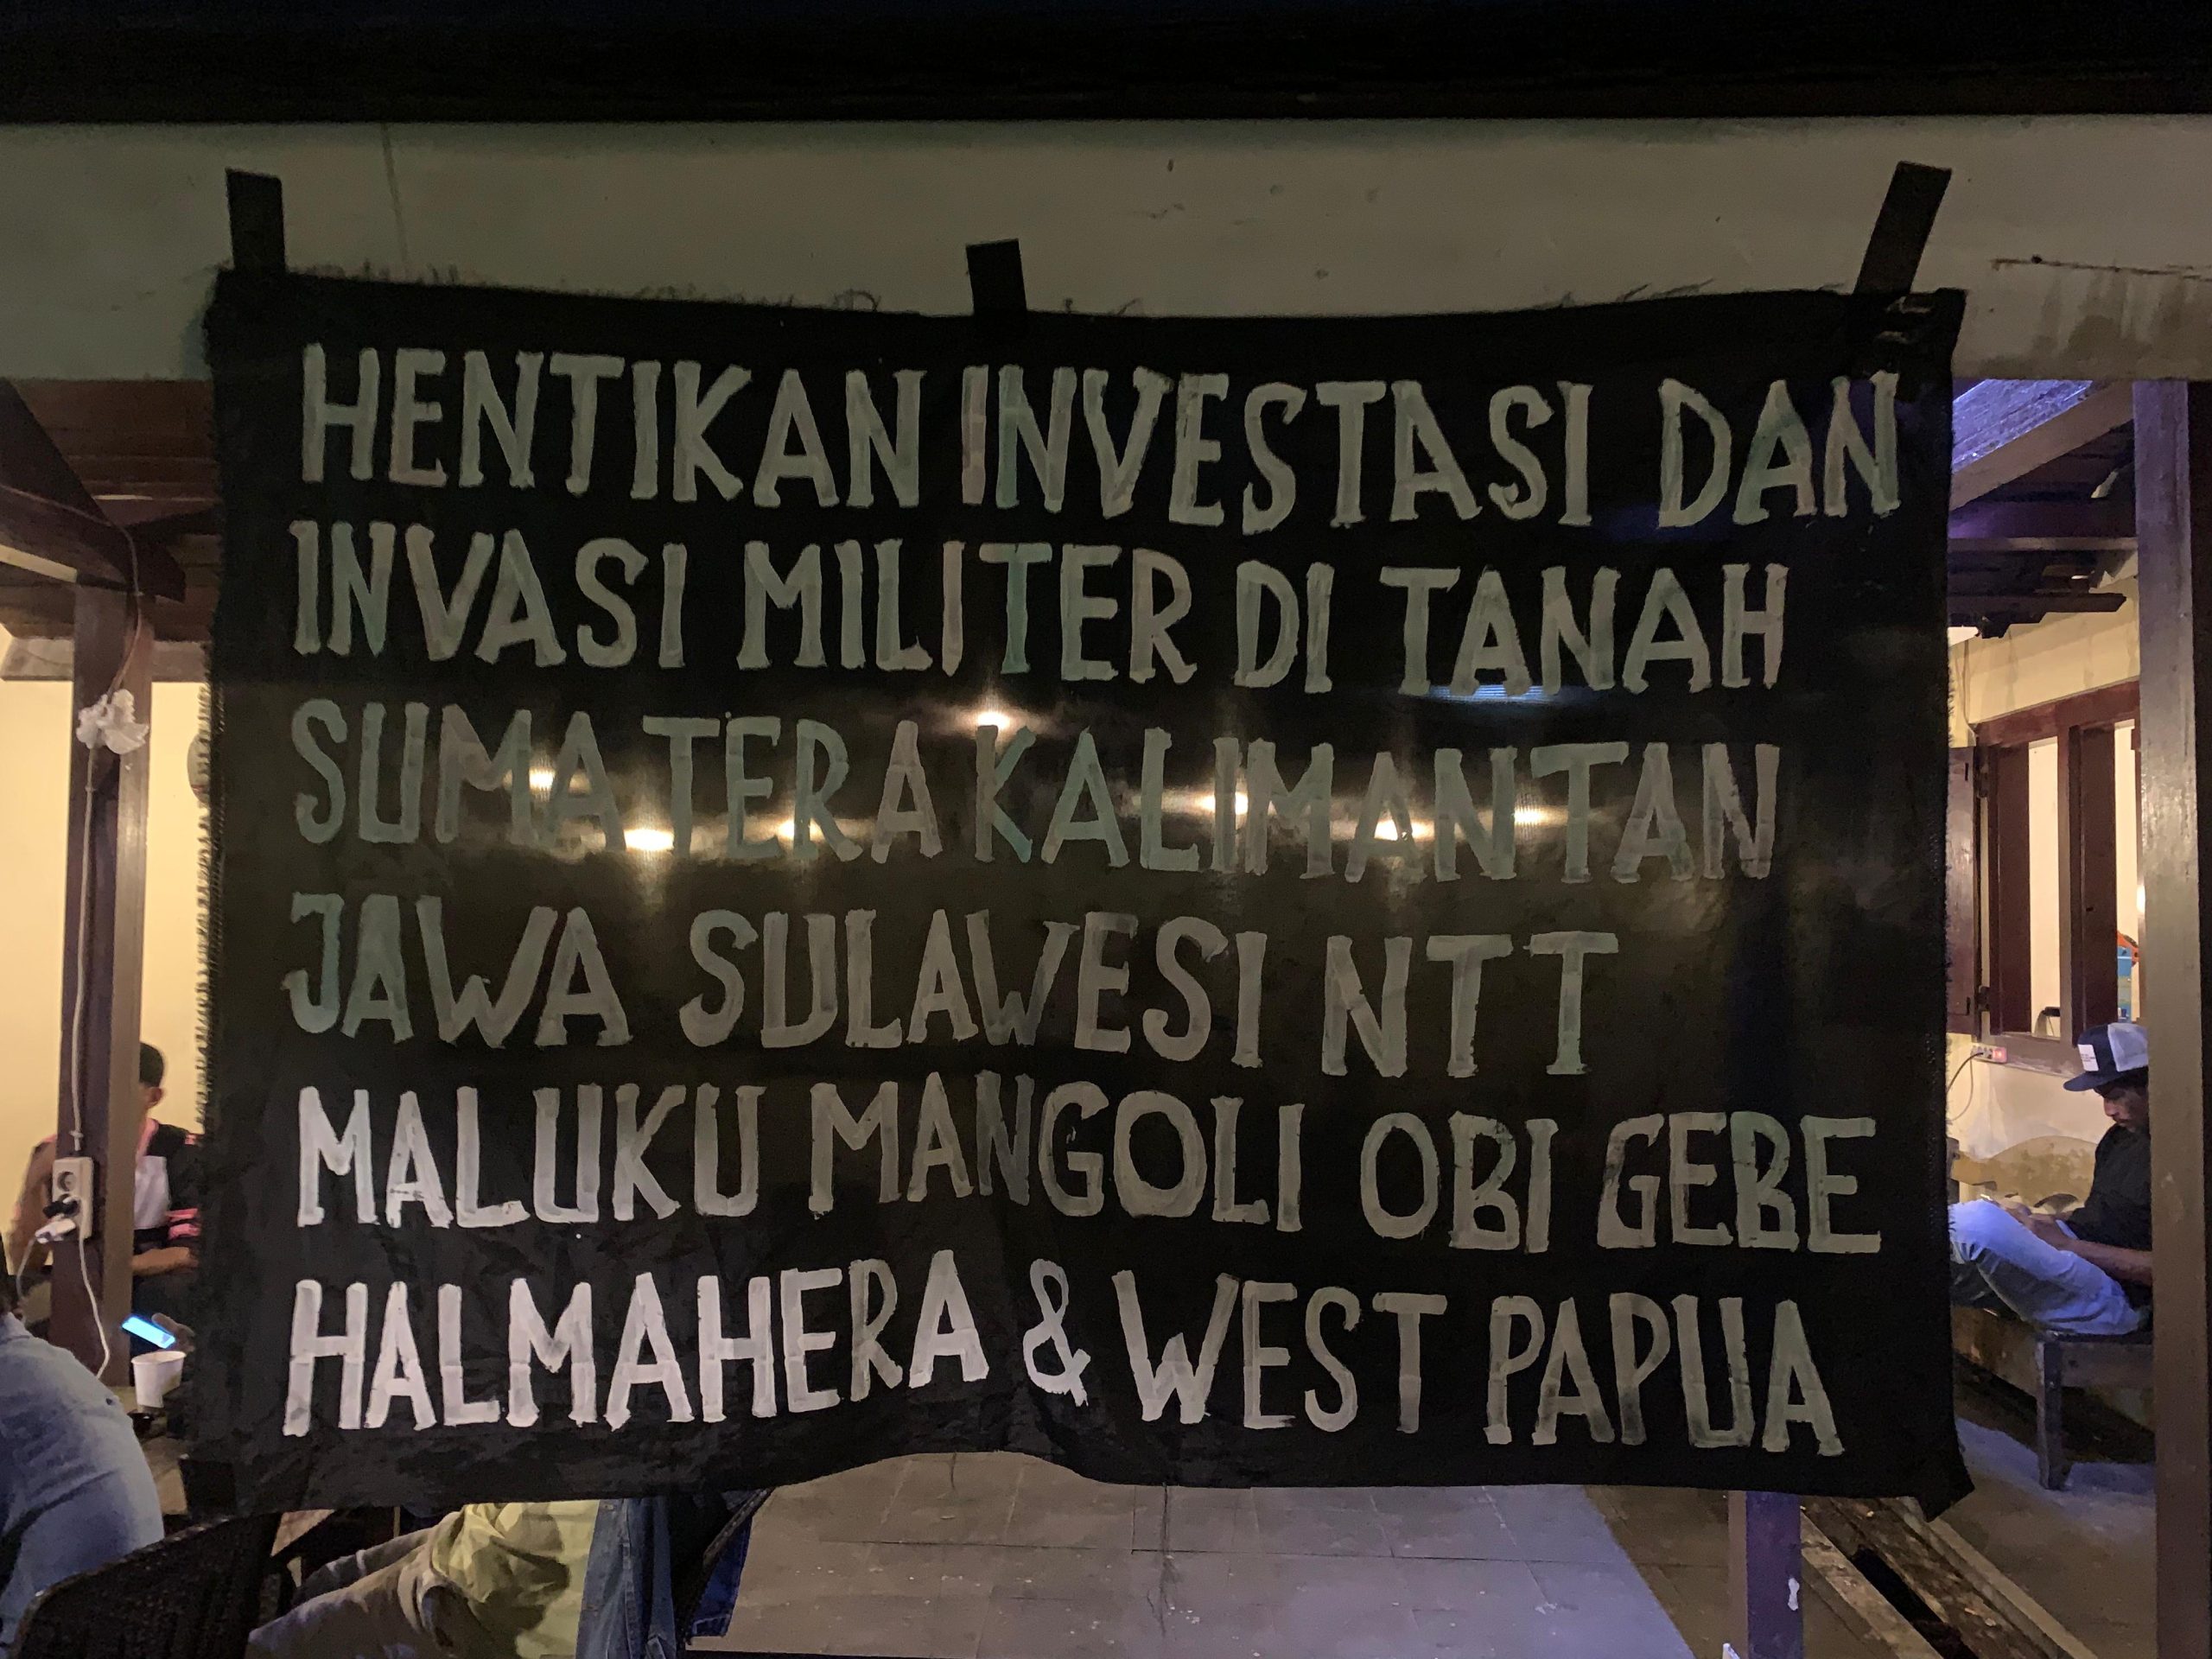 HENTIKAN INVESTASI DAN
INVASI MILITER DI TANAH
SUMATERA KALIMANTAN
JAWA SULAWESI NTT
MALUKU MANGOLI OBI GEBE
HALMAHERA & WEST PAPUA